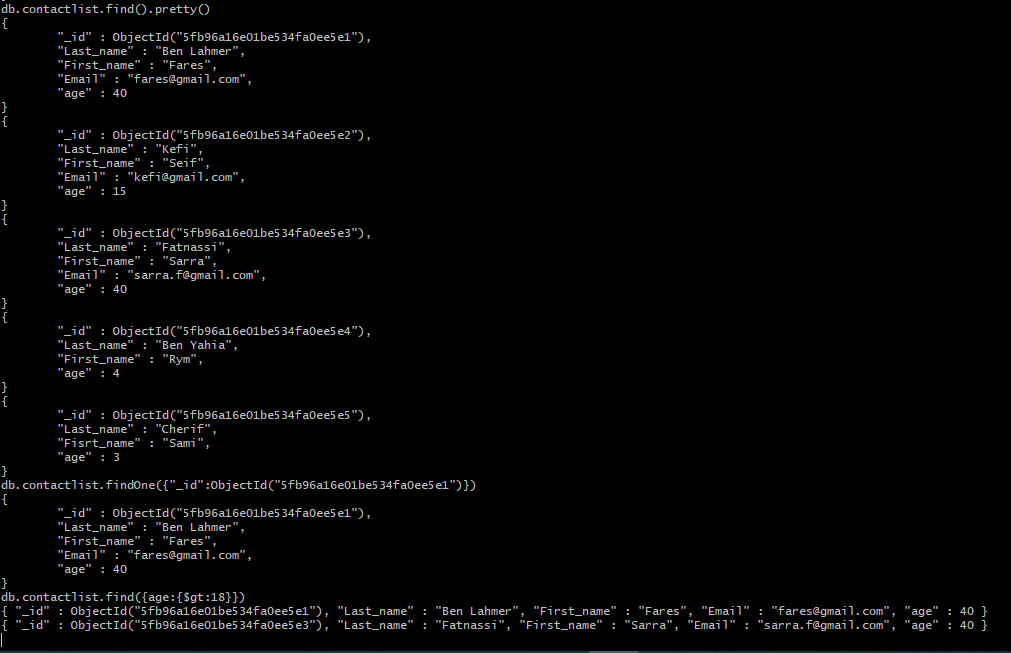 db.contactlist.find().pretty()
{
        "_id" : ObjectId("5fb96a16e01be534fa0ee5e1"),
        "Last_name" : "Ben Lahmer",
        "First_name" : "Fares",
        "Email" : "fares@gmail.com",
        "age" : 40
}
{
        "_id" : ObjectId("5fb96a16e01be534fa0ee5e2"),
        "Last_name" : "Kefi",
        "First_name" : "Seif",
        "Email" : "kefi@gmail.com",
        "age" : 15
}
{
        "_id" : ObjectId("5fb96a16e01be534fa0ee5e3"),
        "Last_name" : "Fatnassi",
        "First_name" : "Sarra",
        "Email" : "sarra.f@gmail.com",
        "age" : 40
}
{
        "_id" : ObjectId("5fb96a16e01be534fa0ee5e4"),
        "Last_name" : "Ben Yahia",
        "First_name" : "Rym",
        "age" : 4
}
{
        "_id" : ObjectId("5fb96a16e01be534fa0ee5e5"),
        "Last_name" : "Cherif",
        "Fisrt_name" : "Sami",
        "age" : 3
}
db.contactlist.findOne({"_id":ObjectId("5fb96a16e01be534fa0ee5e1")})
{
        "_id" : ObjectId("5fb96a16e01be534fa0ee5e1"),
        "Last_name" : "Ben Lahmer",
        "First_name" : "Fares",
        "Email" : "fares@gmail.com",
        "age" : 40
}
db.contactlist.find({age:{$gt:18}})
{ "_id" : ObjectId("5fb96a16e01be534fa0ee5e1"), "Last_name" : "Ben Lahmer", "First_name" : "Fares", "Email" : "fares@gmail.com", "age" : 40 }
{ "_id" : ObjectId("5fb96a16e01be534fa0ee5e3"), "Last_name" : "Fatnassi", "First_name" : "Sarra", "Email" : "sarra.f@gmail.com", "age" : 40 }